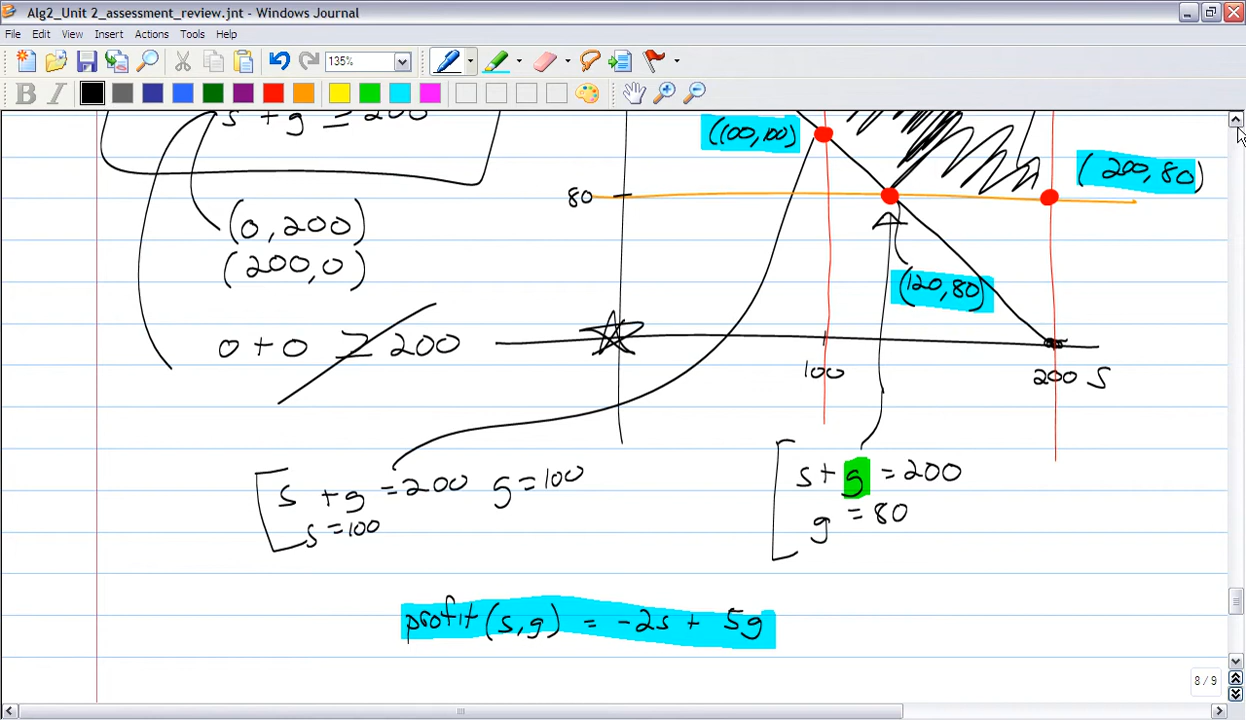 Alg2_Unit 2_assessment_review.jnt - Windows Journal
File Edit View Insert Actions Tools Help
135%
B I
s + g ≥ 200
((100,100)
(200,80)
80
(0,200)
(200,0)
(120,80)
0 + 0 ≥ 200
100
200 S
s + g = 200 g = 100
s = 100
s + g = 200
g = 80
profit(s,g) = -2s + 5g
8 / 9